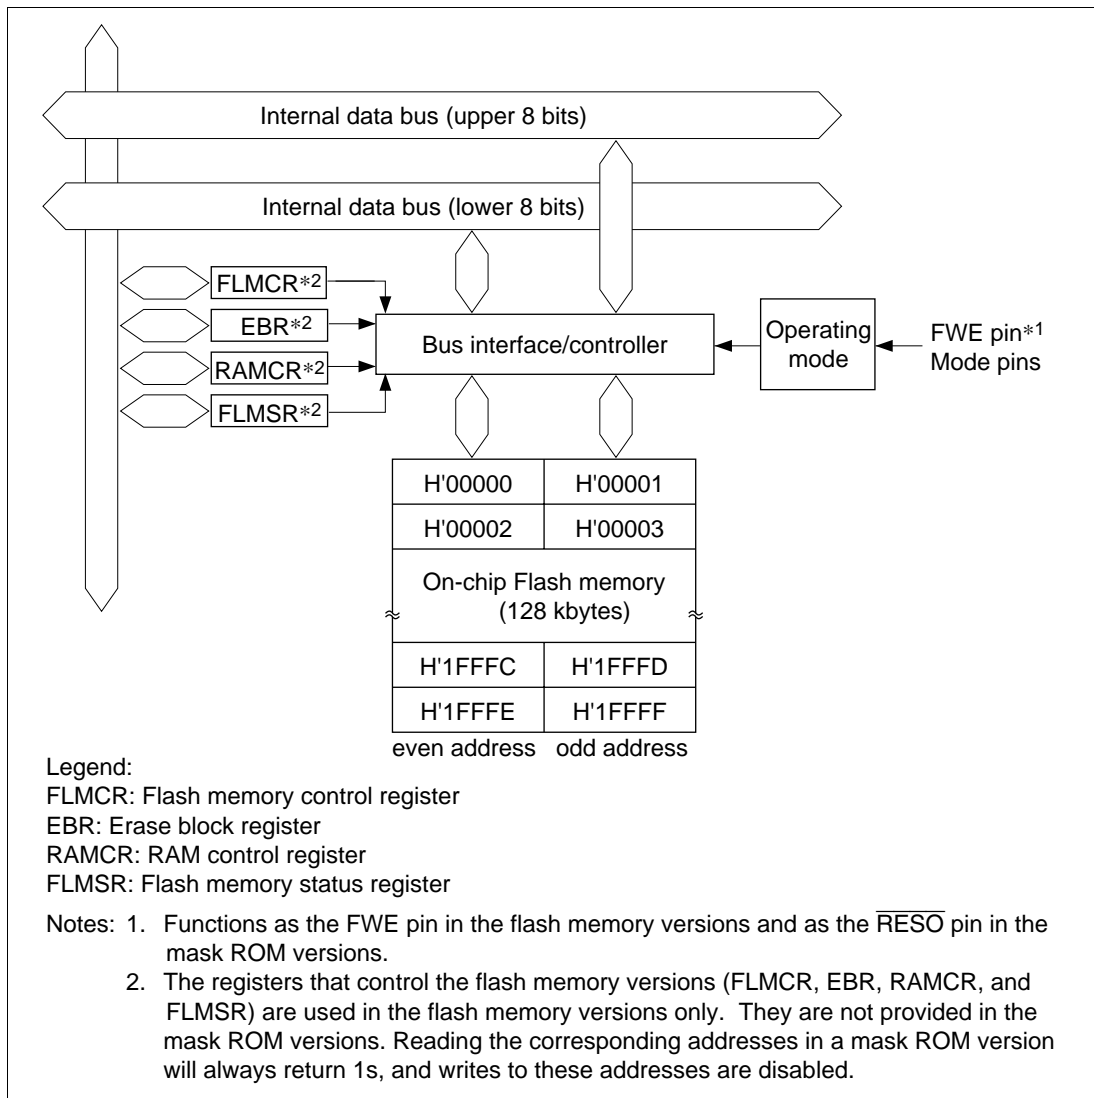 Internal data bus (upper 8 bits)
Internal data bus (lower 8 bits)
FLMCR*2
EBR*2
RAMCR*2
FLMSR*2
Bus interface/controller
Operating
mode
FWE pin*1
Mode pins
H'00000 H'00001
H'00002 H'00003
On-chip Flash memory
(128 kbytes)
H'1FFFC H'1FFFD
H'1FFFE H'1FFFF
even address odd address
Legend:
FLMCR: Flash memory control register
EBR: Erase block register
RAMCR: RAM control register
FLMSR: Flash memory status register
Notes: 1. Functions as the FWE pin in the flash memory versions and as the R̅E̅S̅O̅ pin in the
mask ROM versions.
2. The registers that control the flash memory versions (FLMCR, EBR, RAMCR, and
FLMSR) are used in the flash memory versions only. They are not provided in the
mask ROM versions. Reading the corresponding addresses in a mask ROM version
will always return 1s, and writes to these addresses are disabled.